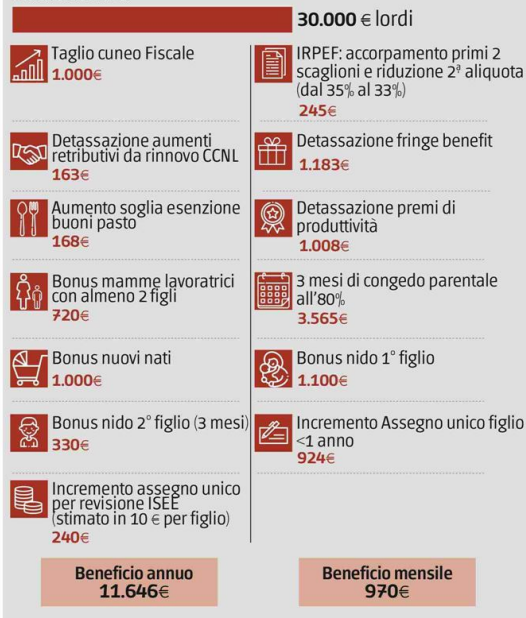 30.000 € lordi
Taglio cuneo Fiscale
1.000€
IRPEF: accorpamento primi 2
scaglioni e riduzione 2ª aliquota
(dal 35% al 33%)
245€
Detassazione aumenti
retributivi da rinnovo CCNL
163€
Detassazione fringe benefit
1.183€
Aumento soglia esenzione
buoni pasto
168€
Detassazione premi di
produttività
1.008€
Bonus mamme lavoratrici
con almeno 2 figli
720€
3 mesi di congedo parentale
all'80%
3.565€
Bonus nuovi nati
1.000€
Bonus nido 1° figlio
1.100€
Bonus nido 2° figlio (3 mesi)
330€
Incremento Assegno unico figlio
<1 anno
924€
Incremento assegno unico
per revisione ISEE
(stimato in 10 € per figlio)
240€
Beneficio annuo
11.646€
Beneficio mensile
970€